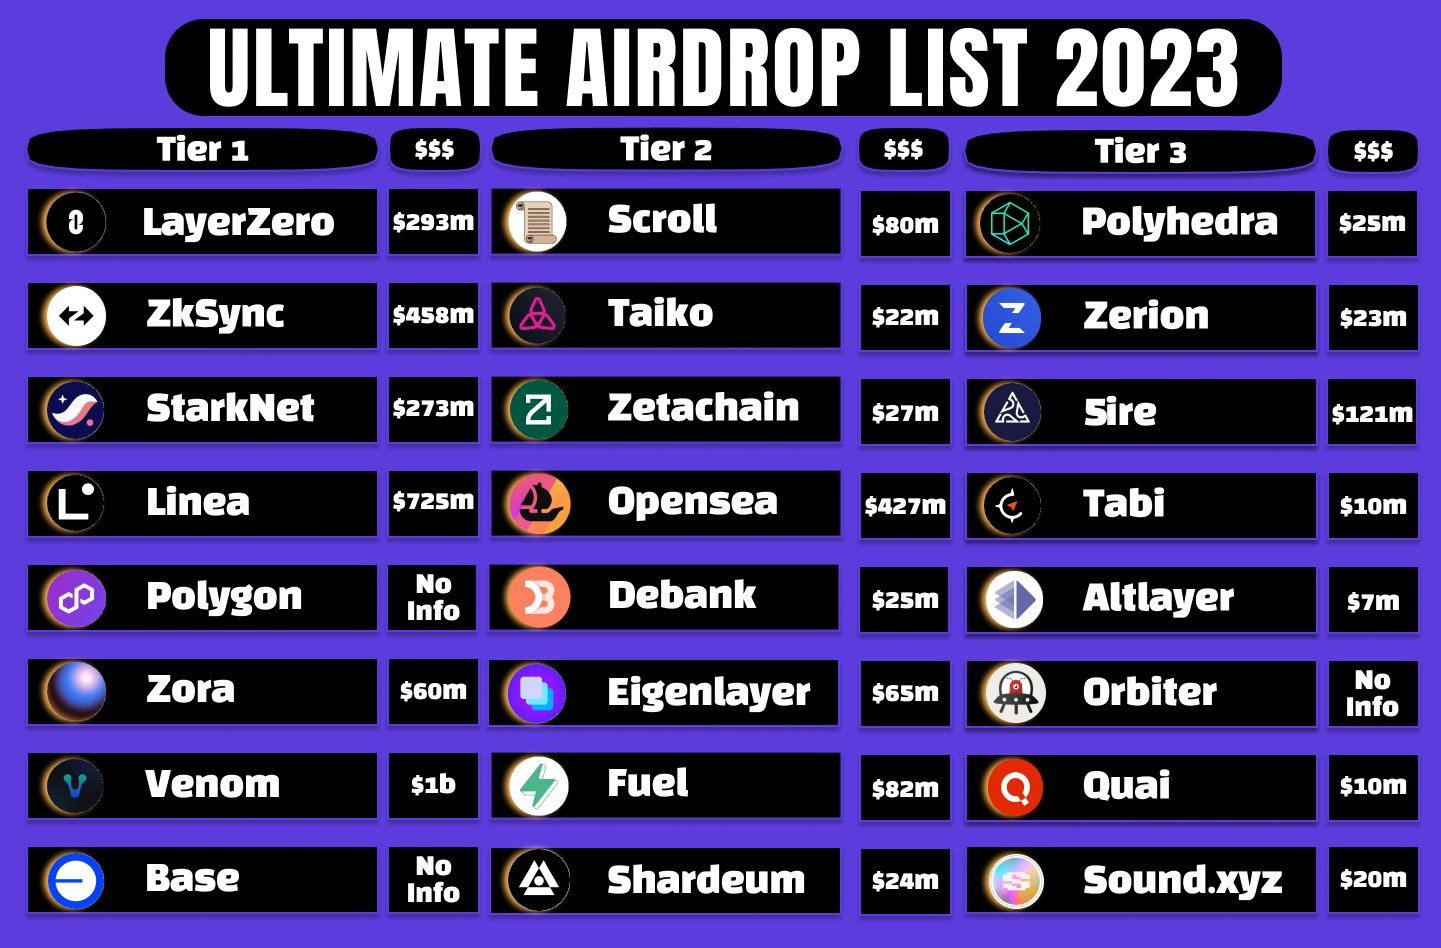 ULTIMATE AIRDROP LIST 2023
Tier 1 $$$ Tier 2 $$$ Tier 3 $$$
LayerZero $293m Scroll $80m Polyhedra $25m
ZkSync $458m Taiko $22m Zerion $23m
StarkNet $273m Zetachain $27m 5ire $121m
Linea $725m Opensea $427m Tabi $10m
Polygon No Info Debank $25m Altlayer $7m
Zora $60m Eigenlayer $65m Orbiter No Info
Venom $1b Fuel $82m Quai $10m
Base No Info Shardeum $24m Sound.xyz $20m